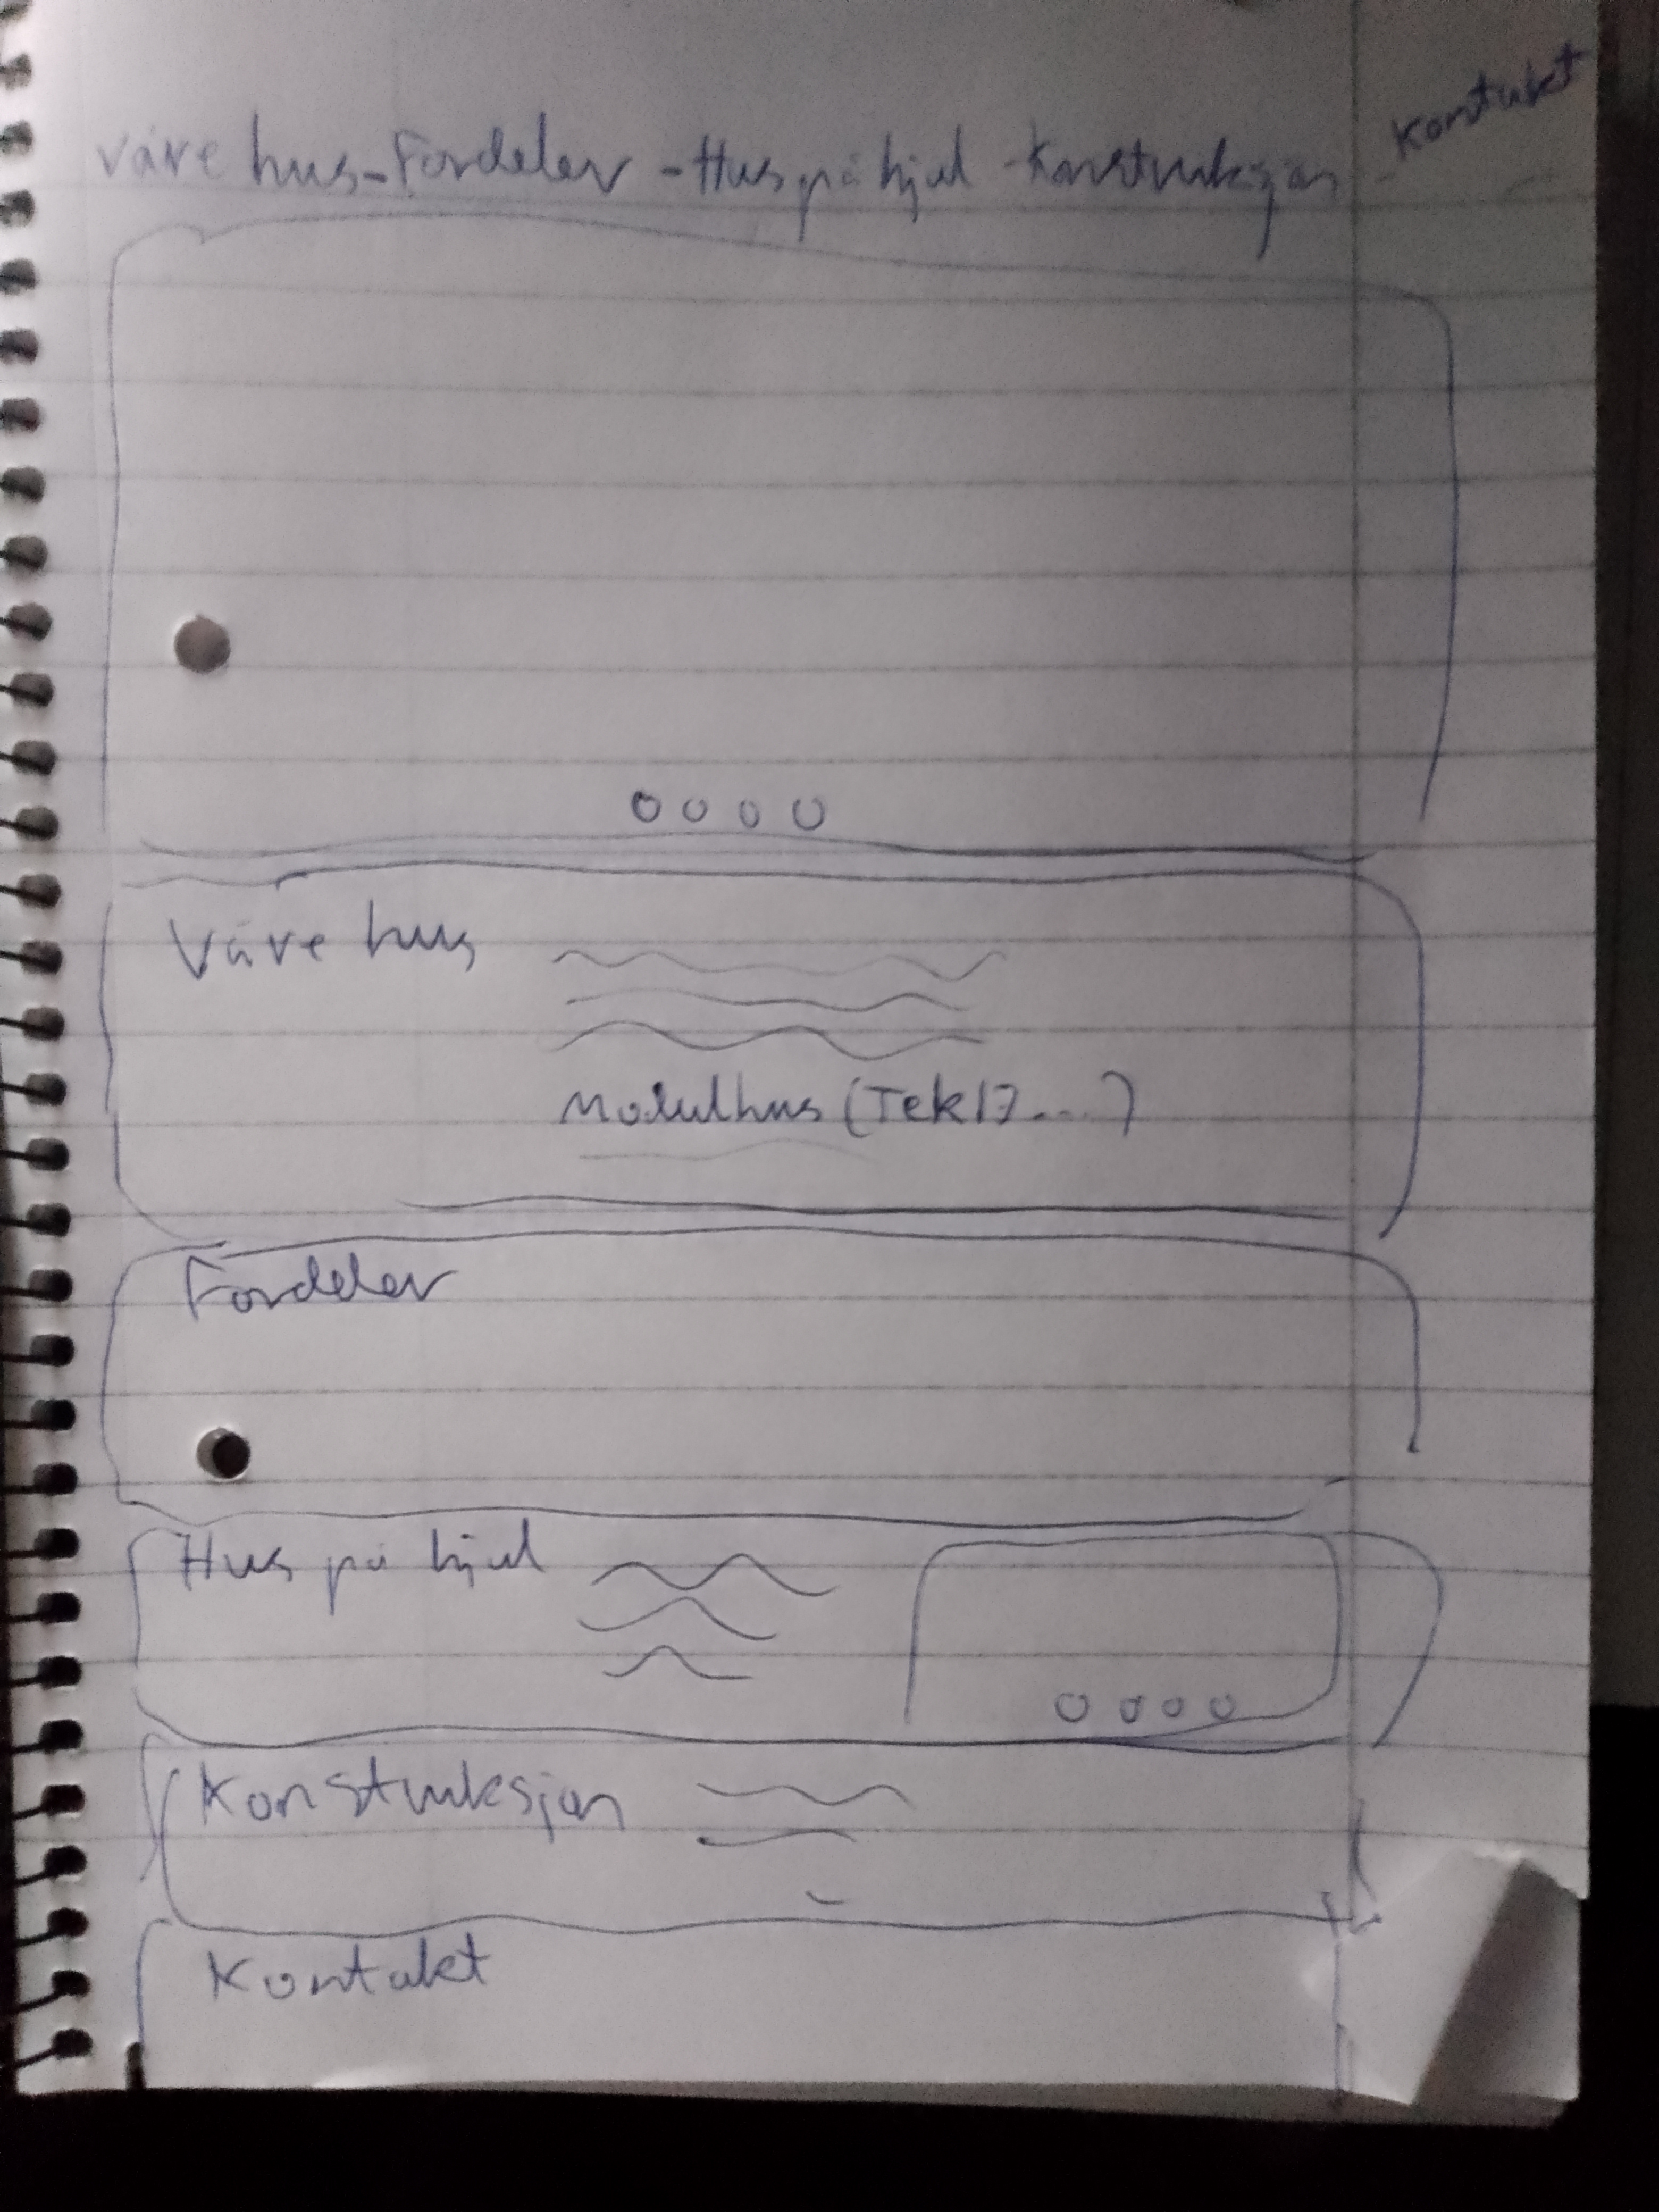 Våre hus - Fordeler - Hus på hjul - Konstruksjon - Kontakt
Våre hus
Modulhus (Tek17....)
Fordeler
Hus på hjul
Konstruksjon
Kontakt